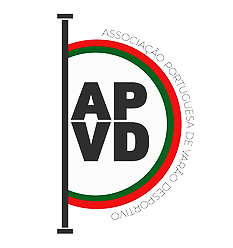 ASSOCIAÇÃO PORTUGUESA DE VARÃO DESPORTIVO
AP
VD